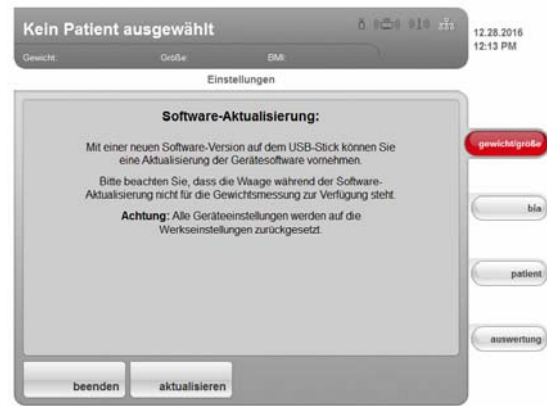 Kein Patient ausgewählt
12.28.2016
12:13 PM
Gewicht: Größe: BMI:
Einstellungen
Software-Aktualisierung:
Mit einer neuen Software-Version auf dem USB-Stick können Sie
eine Aktualisierung der Gerätesoftware vornehmen.
Bitte beachten Sie, dass die Waage während der Software-
Aktualisierung nicht für die Gewichtsmessung zur Verfügung steht.
Achtung: Alle Geräteeinstellungen werden auf die
Werkseinstellungen zurückgesetzt.
gewicht/größe
bia
patient
auswertung
beenden aktualisieren